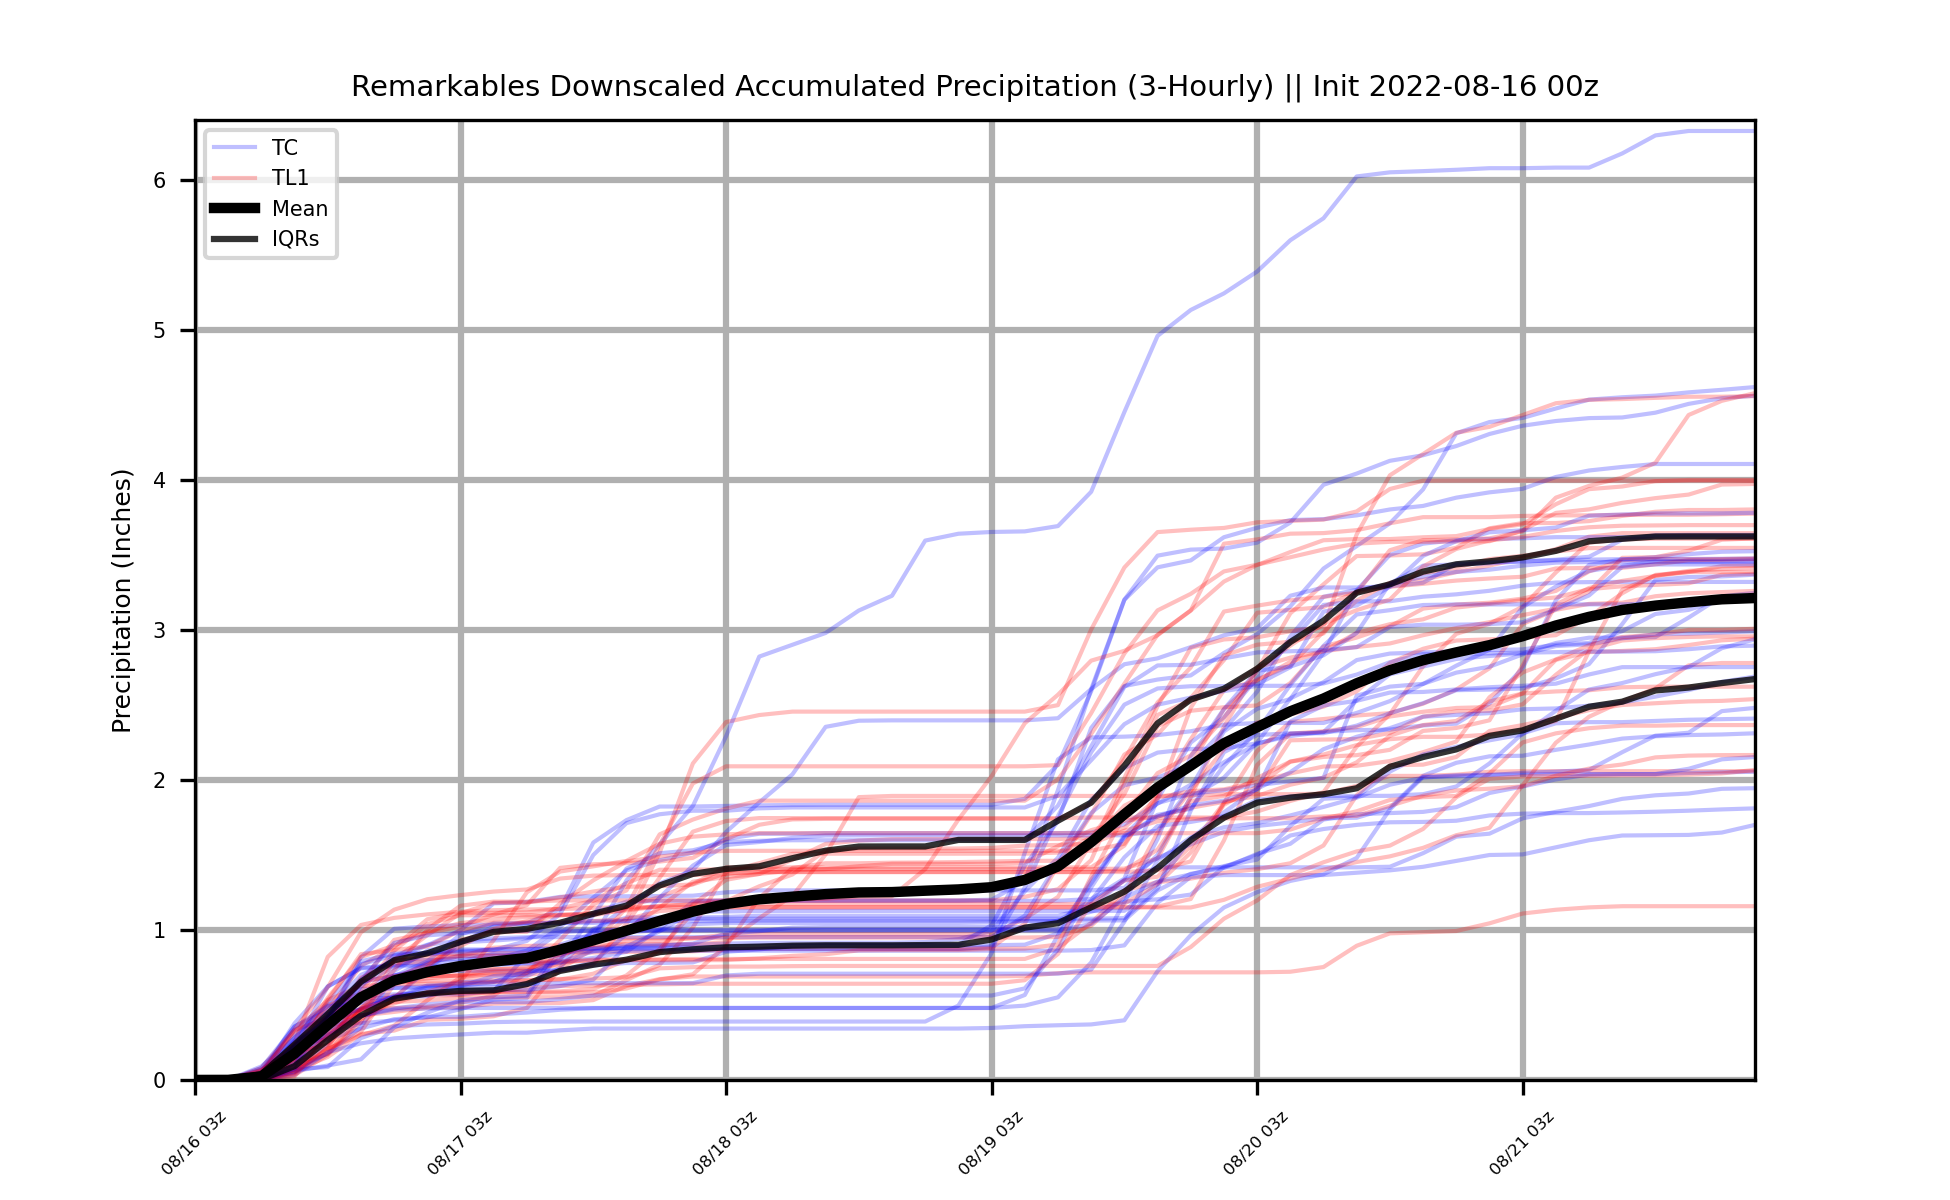 Remarkables Downscaled Accumulated Precipitation (3-Hourly) || Init 2022-08-16 00z
TC
TL1
Mean
IQRs
Precipitation (Inches)
6
5
4
3
2
1
0
08/16 03z
08/17 03z
08/18 03z
08/19 03z
08/20 03z
08/21 03z